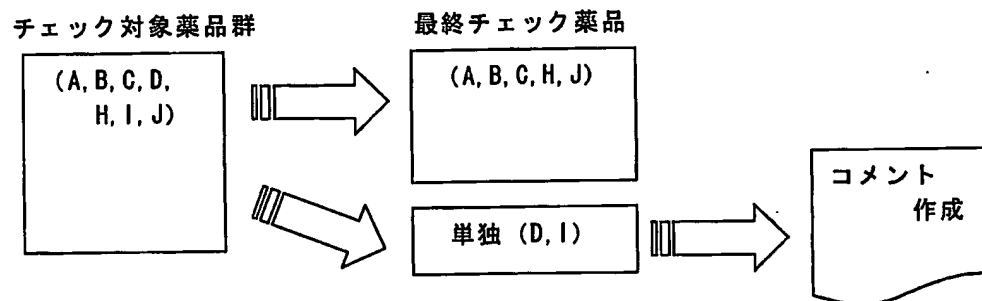 チェック対象薬品群
最終チェック薬品
(A,B,C,D,
H,I,J)
(A,B,C,H,J)
単独 (D,I)
コメント
作成